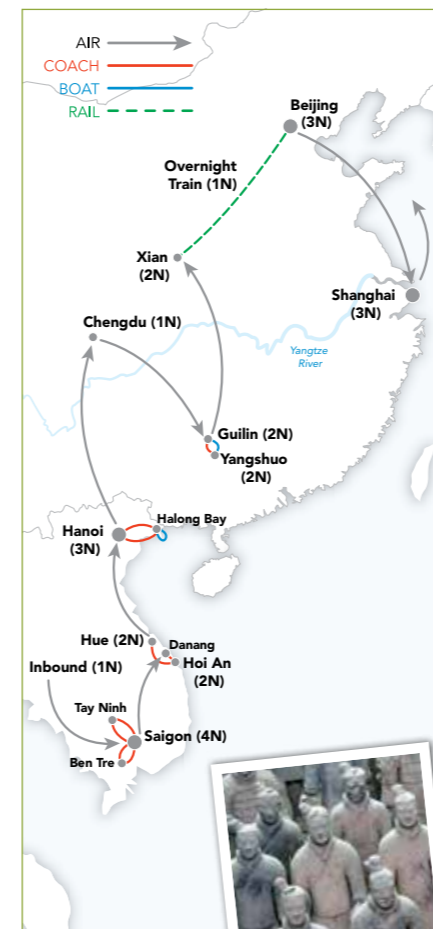 AIR
COACH
BOAT
RAIL
Beijing
(3N)
Overnight
Train (1N)
Xian
(2N)
Shanghai
(3N)
Chengdu (1N)
Yangtze
River
Guilin (2N)
Yangshuo
(2N)
Halong Bay
Hanoi
(3N)
Hue (2N)
Danang
Hoi An
(2N)
Inbound (1N)
Tay Ninh
Saigon (4N)
Ben Tre